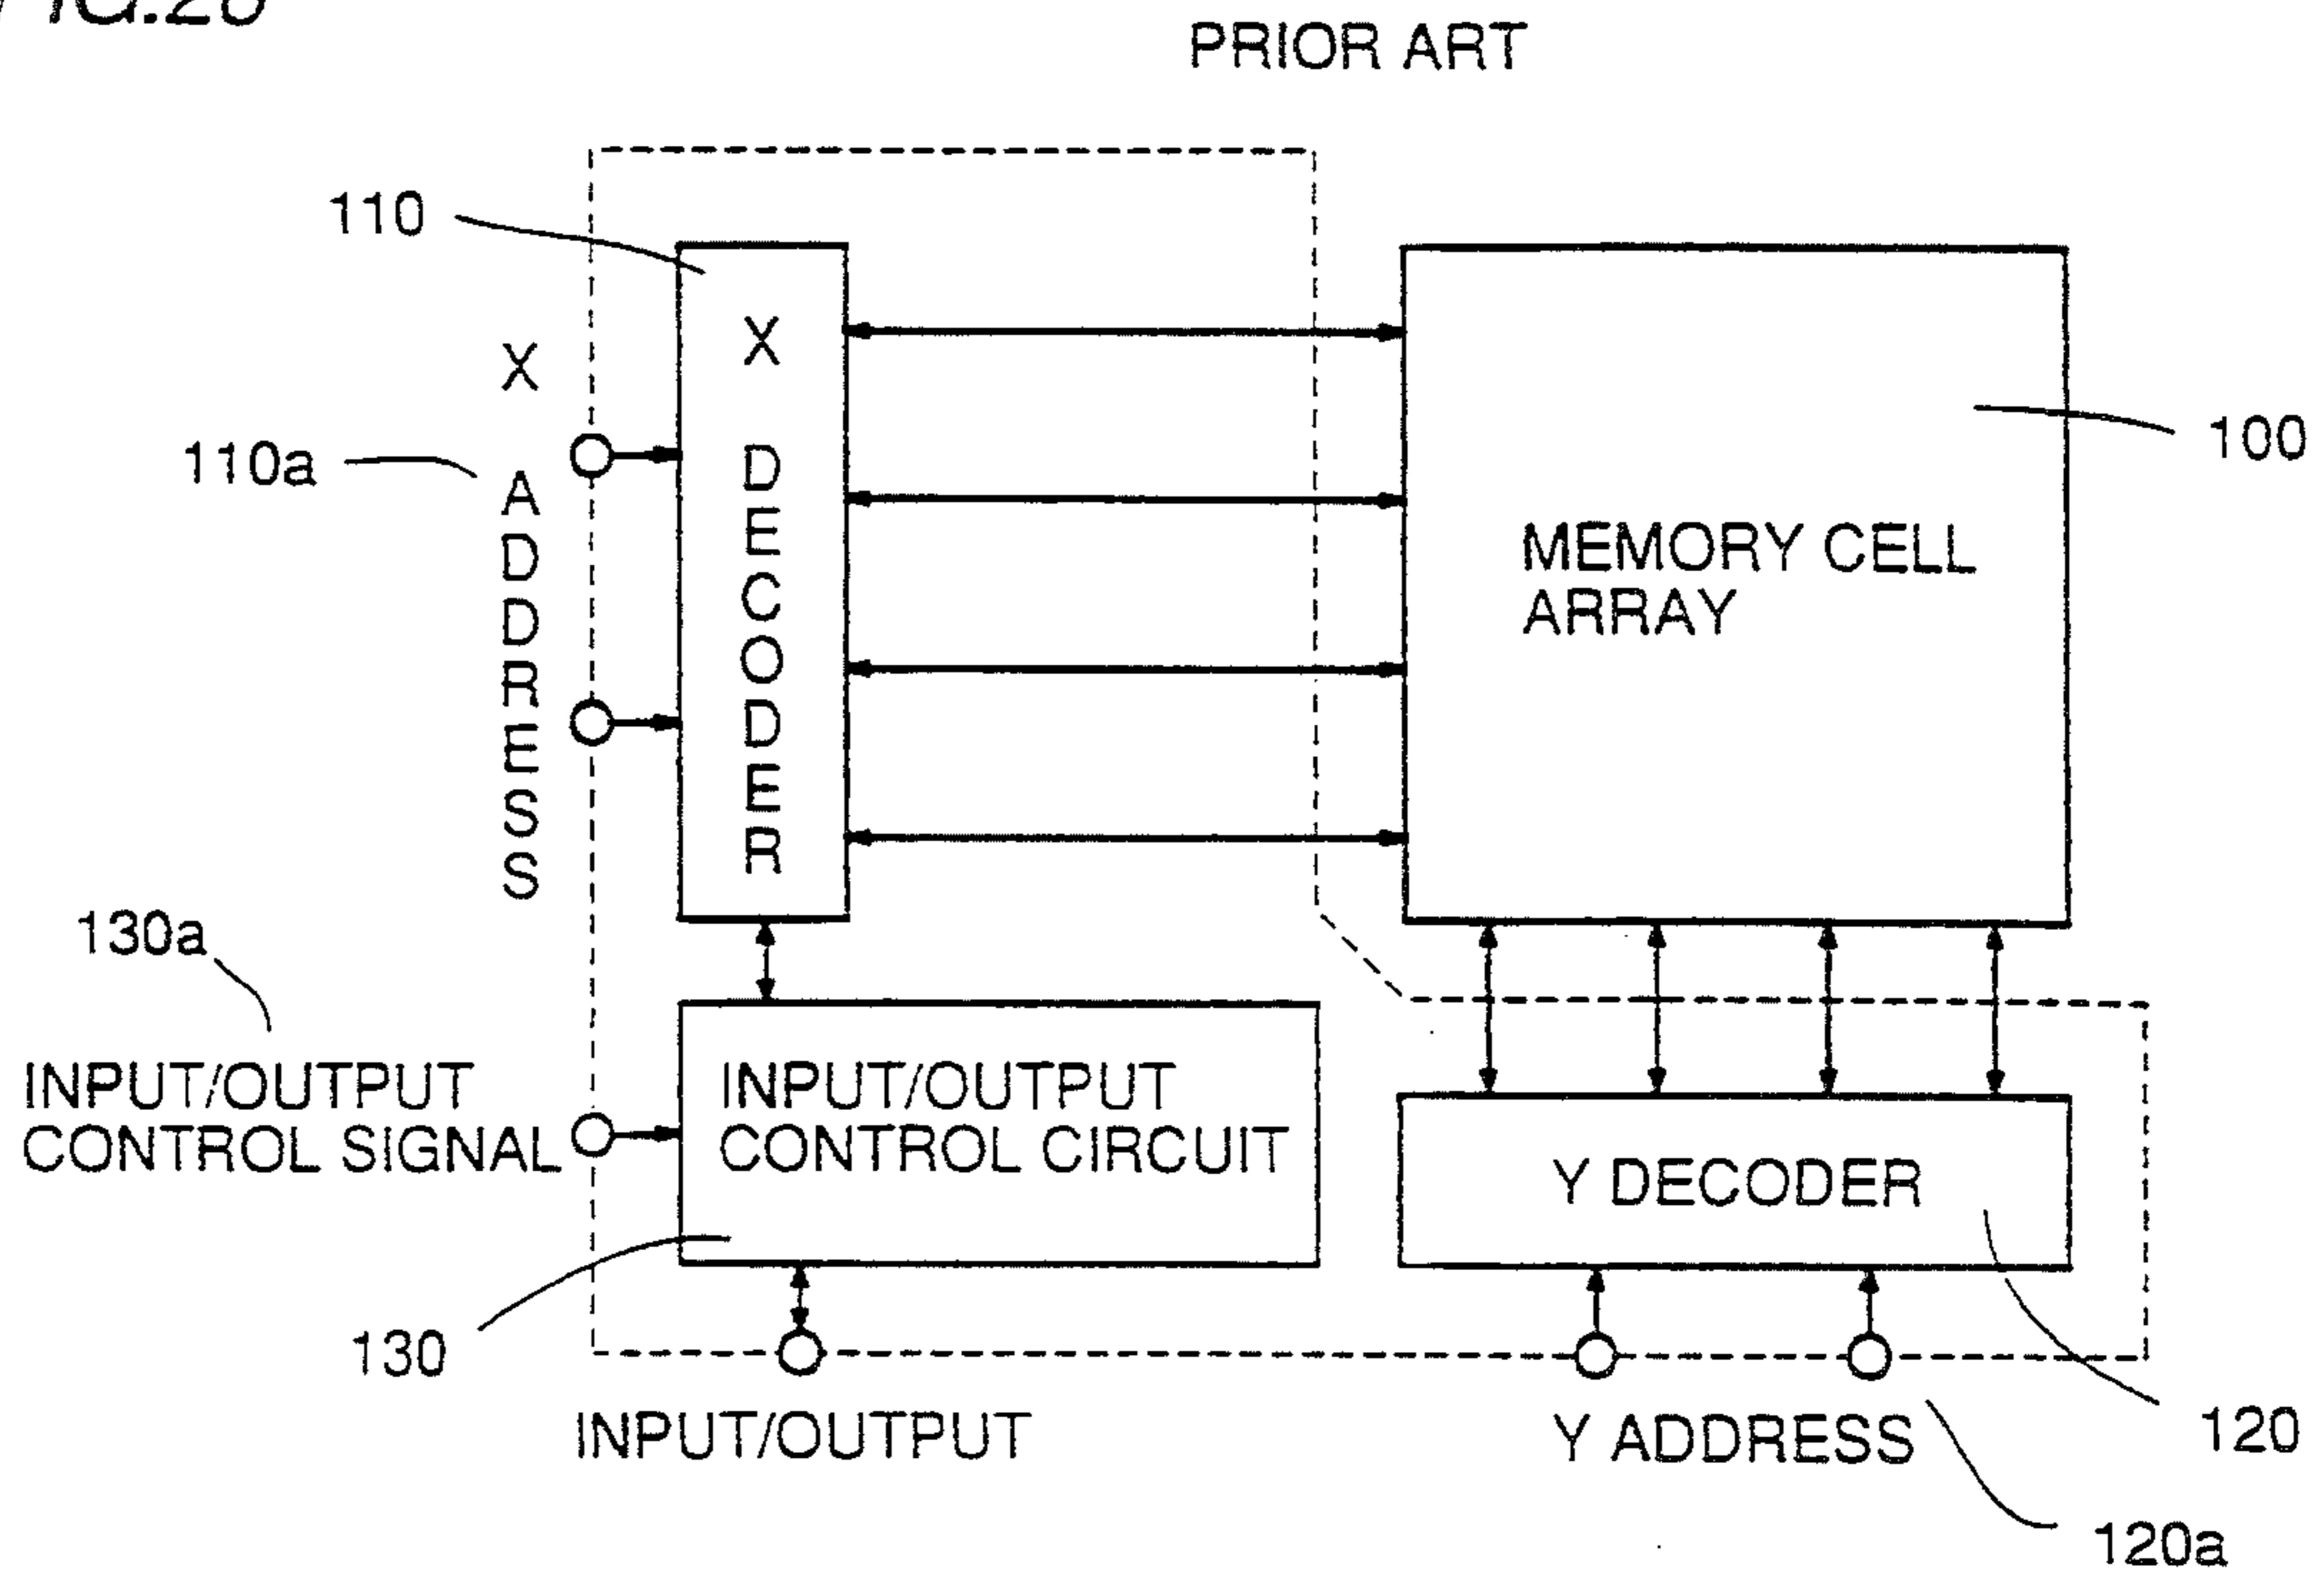 PRIOR ART
110
X DECODER
X ADDRESS
110a
100
MEMORY CELL
ARRAY
130a
INPUT/OUTPUT
CONTROL SIGNAL
INPUT/OUTPUT
CONTROL CIRCUIT
Y DECODER
130
INPUT/OUTPUT
Y ADDRESS
120
120a